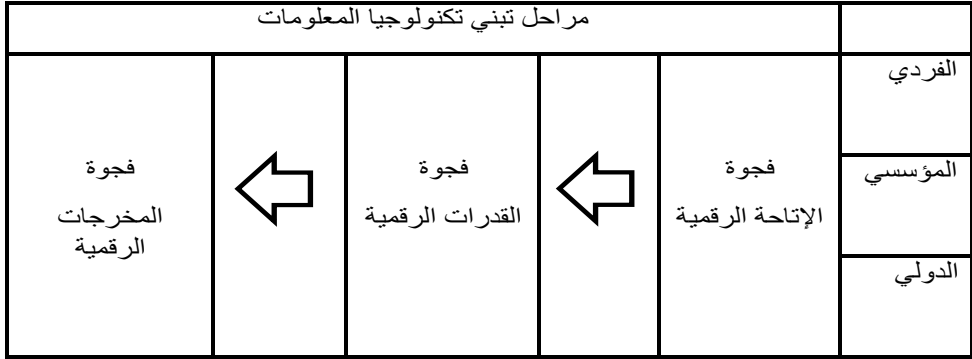 مراحل تبني تكنولوجيا المعلومات
الفردي
المؤسسي
الدولي
فجوة
الإتاحة الرقمية
فجوة
القدرات الرقمية
فجوة
المخرجات
الرقمية